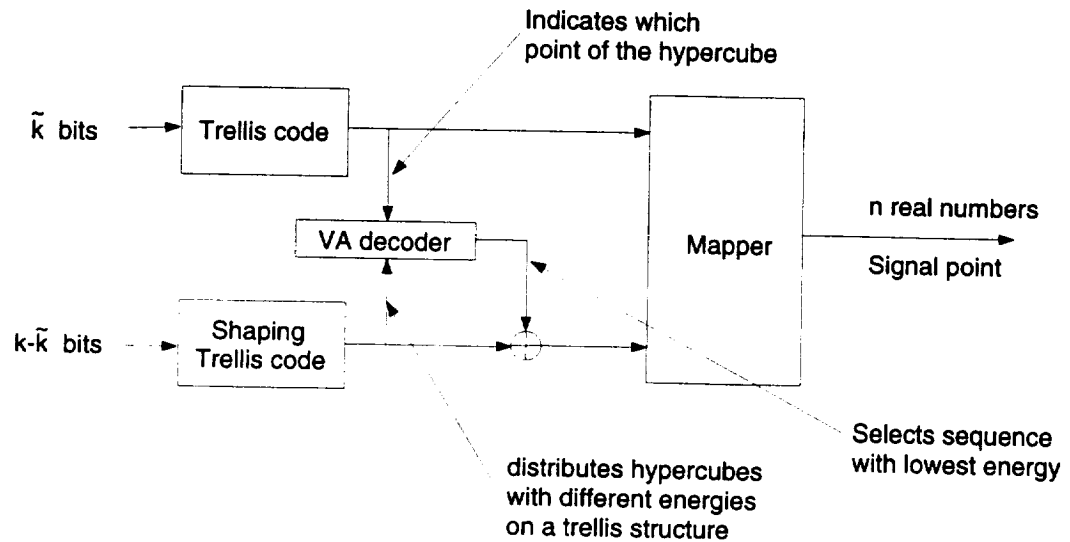 Indicates which
point of the hypercube
k̃ bits
Trellis code
VA decoder
Mapper
n real numbers
Signal point
k-k̃ bits
Shaping
Trellis code
Selects sequence
with lowest energy
distributes hypercubes
with different energies
on a trellis structure